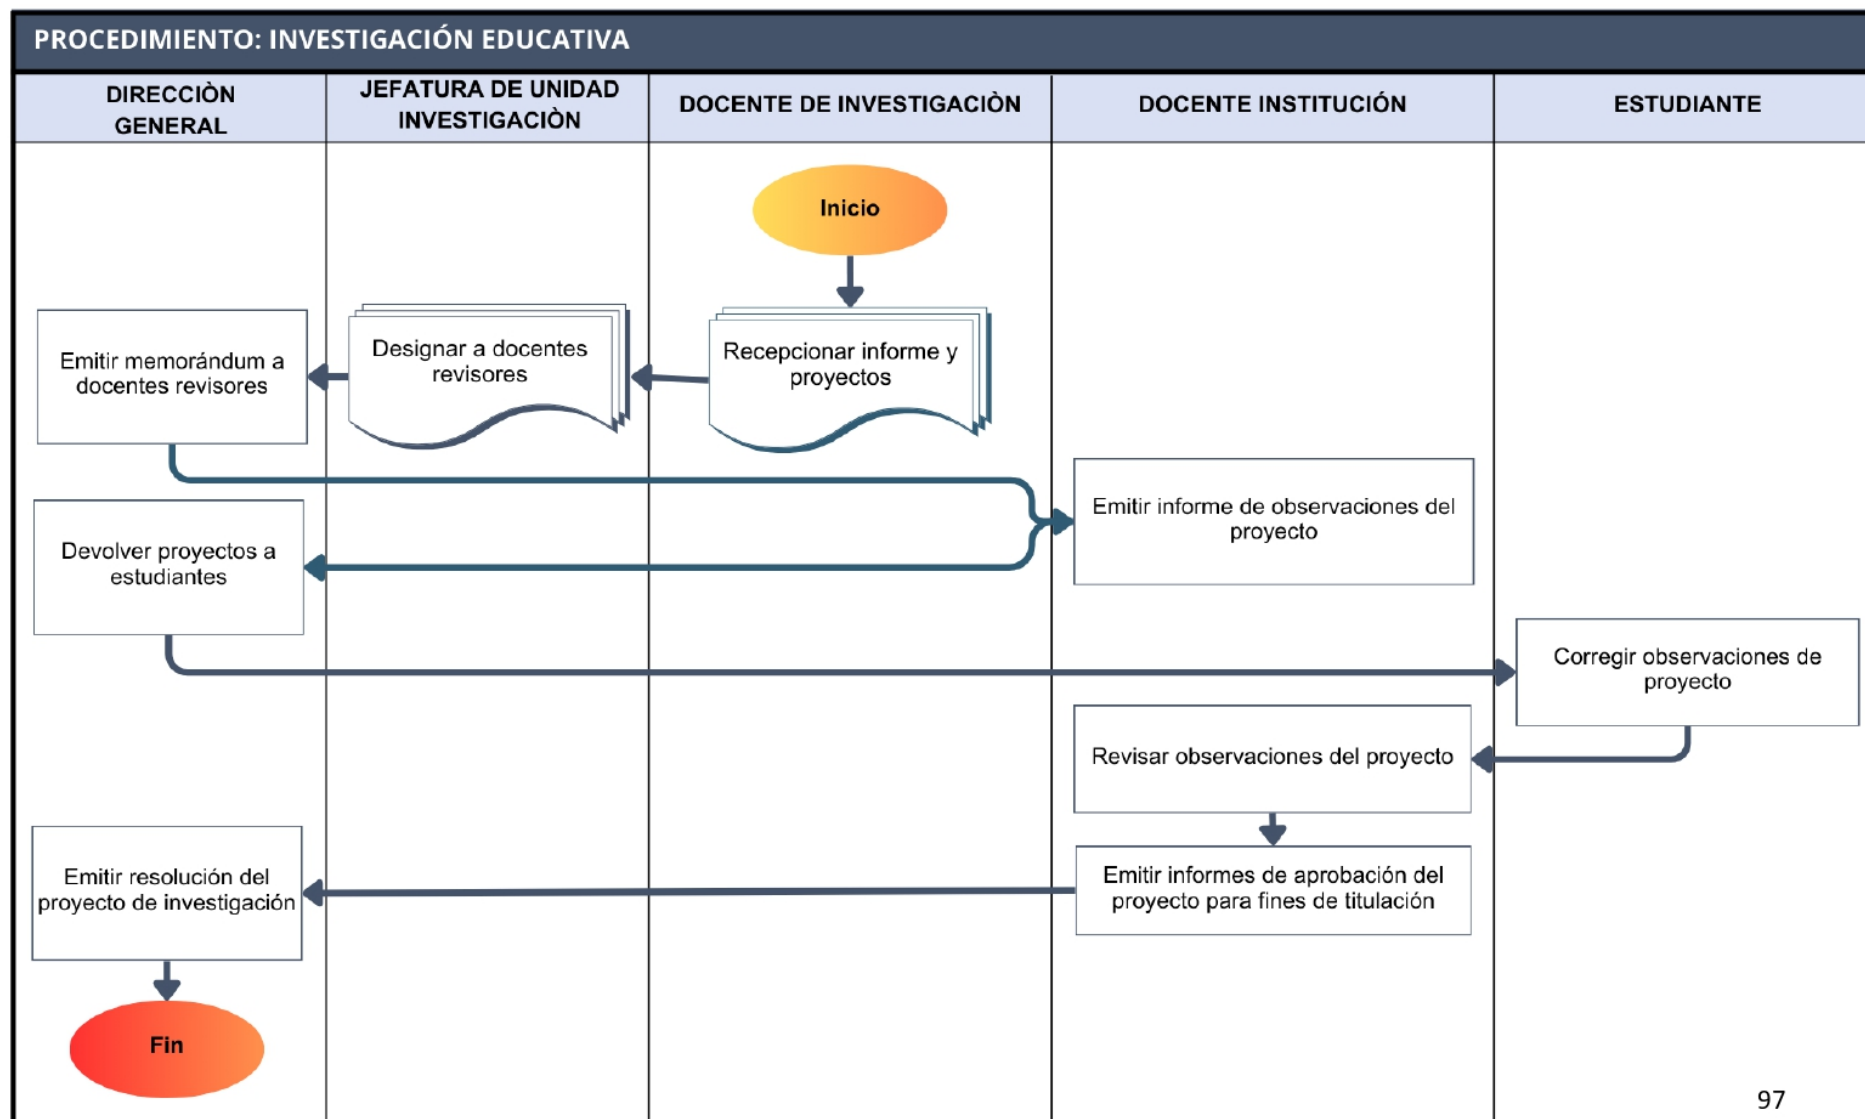 PROCEDIMIENTO: INVESTIGACIÓN EDUCATIVA
DIRECCIÒN
GENERAL
JEFATURA DE UNIDAD
INVESTIGACIÒN
DOCENTE DE INVESTIGACIÒN
DOCENTE INSTITUCIÓN
ESTUDIANTE
Inicio
Emitir memorándum a
docentes revisores
Designar a docentes
revisores
Recepcionar informe y
proyectos
Emitir informe de observaciones del
proyecto
Devolver proyectos a
estudiantes
Corregir observaciones de
proyecto
Revisar observaciones del proyecto
Emitir resolución del
proyecto de investigación
Emitir informes de aprobación del
proyecto para fines de titulación
Fin
97